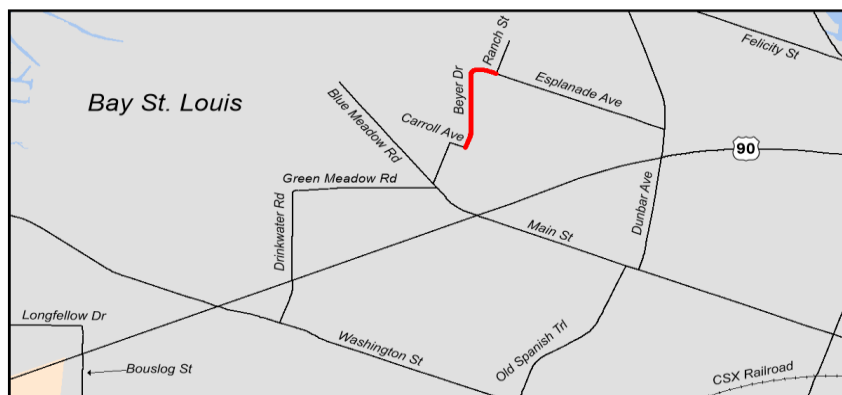 Felicity St
Ranch St
Beyer Dr
Esplanade Ave
Bay St. Louis
Blue Meadow Rd
Carroll Ave
90
Green Meadow Rd
Dunbar Ave
Drinkwater Rd
Main St
Longfellow Dr
Washington St
Old Spanish Trl
Bouslog St
CSX Railroad